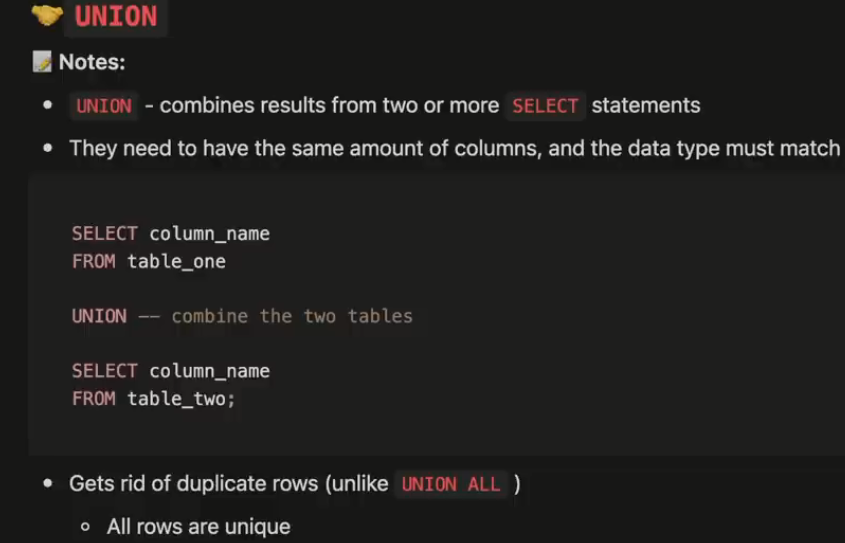 🤝 UNION
📝 Notes:
• UNION - combines results from two or more SELECT statements
• They need to have the same amount of columns, and the data type must match
SELECT column_name
FROM table_one
UNION -- combine the two tables
SELECT column_name
FROM table_two;
• Gets rid of duplicate rows (unlike UNION ALL )
◦ All rows are unique